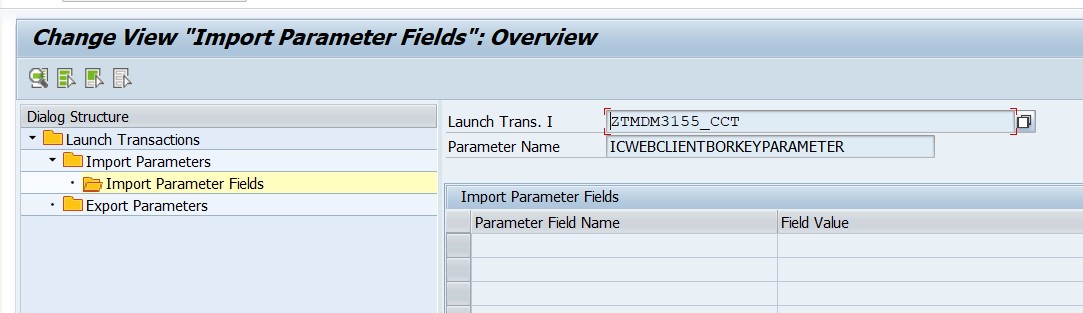 Change View "Import Parameter Fields": Overview
Dialog Structure
Launch Transactions
Import Parameters
Import Parameter Fields
Export Parameters
Launch Trans. I ZTMDM3155_CCT
Parameter Name ICWEBCLIENTBORKEYPARAMETER
Import Parameter Fields
Parameter Field Name Field Value